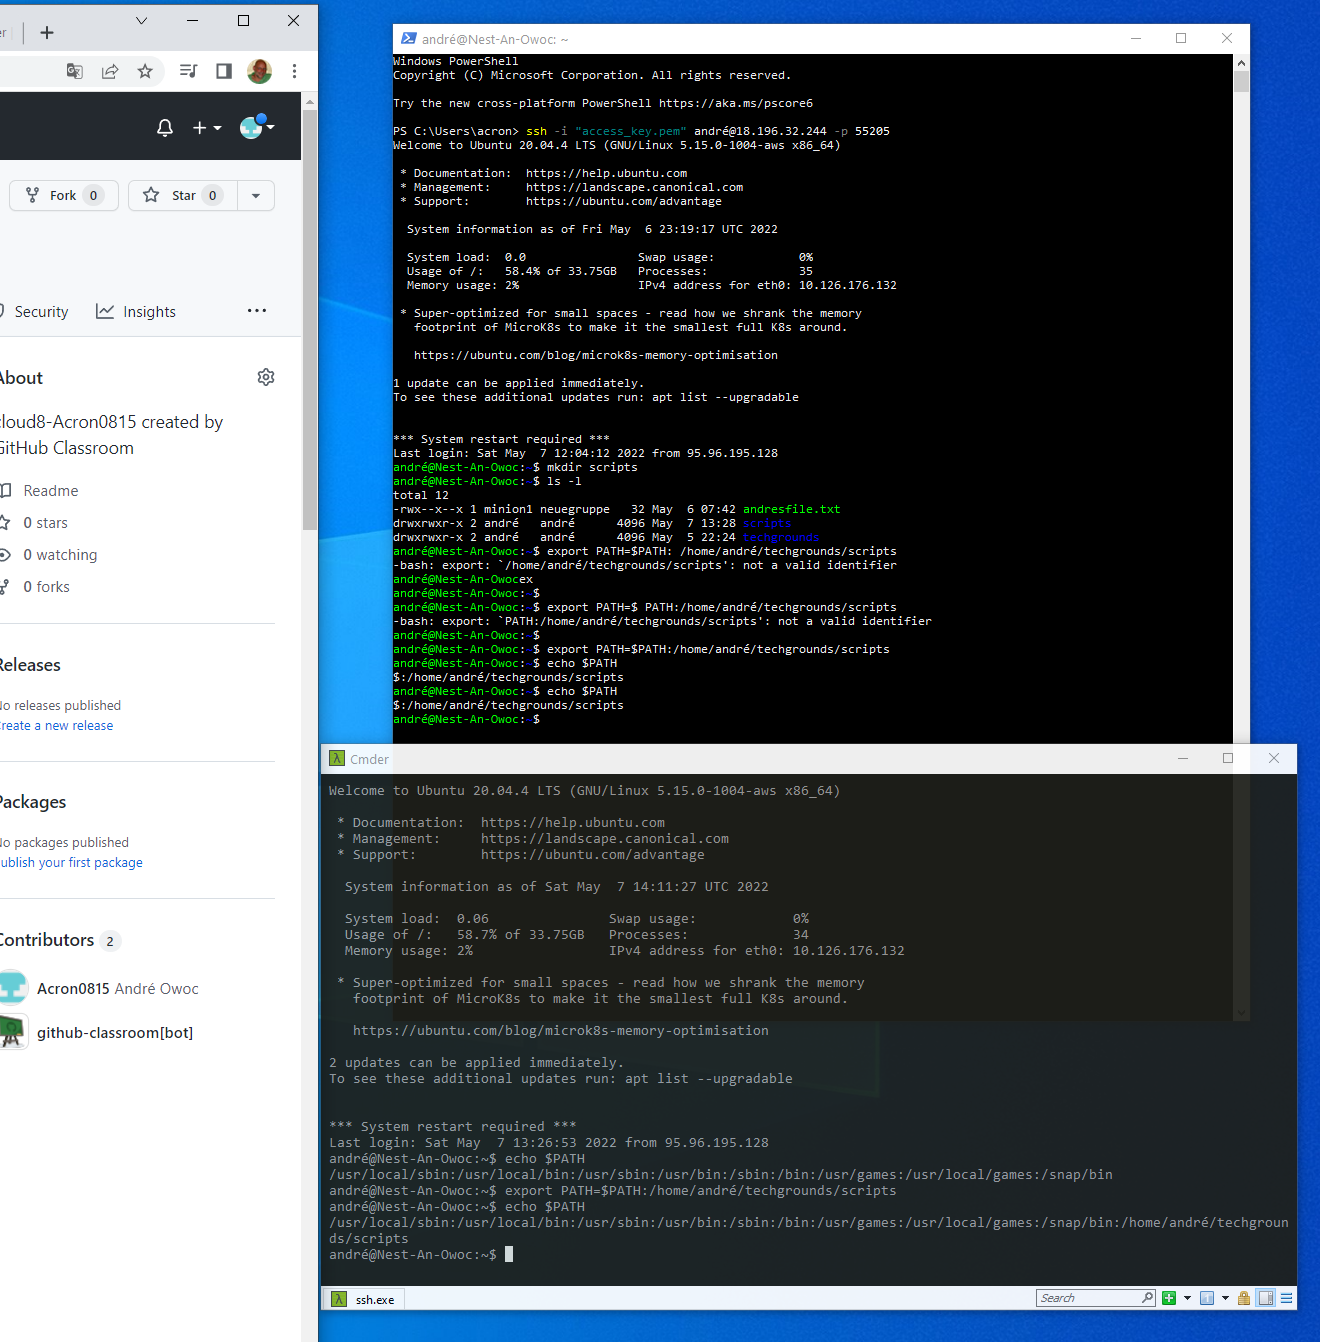 er
Fork 0
Star 0
Security
Insights
About
cloud8-Acron0815 created by
GitHub Classroom
Readme
0 stars
0 watching
0 forks
Releases
No releases published
Create a new release
Packages
No packages published
Publish your first package
Contributors 2
Acron0815 André Owoc
github-classroom[bot]
andré@Nest-An-Owoc: ~
Windows PowerShell
Copyright (C) Microsoft Corporation. All rights reserved.
Try the new cross-platform PowerShell https://aka.ms/pscore6
PS C:\Users\acron> ssh -i "access_key.pem" andré@18.196.32.244 -p 55205
Welcome to Ubuntu 20.04.4 LTS (GNU/Linux 5.15.0-1004-aws x86_64)
* Documentation:  https://help.ubuntu.com
* Management:     https://landscape.canonical.com
* Support:        https://ubuntu.com/advantage
System information as of Fri May  6 23:19:17 UTC 2022
System load:  0.0               Swap usage:            0%
Usage of /:   58.4% of 33.75GB   Processes:             35
Memory usage: 2%                 IPv4 address for eth0: 10.126.176.132
* Super-optimized for small spaces - read how we shrank the memory
footprint of MicroK8s to make it the smallest full K8s around.
https://ubuntu.com/blog/microk8s-memory-optimisation
1 update can be applied immediately.
To see these additional updates run: apt list --upgradable
*** System restart required ***
Last login: Sat May  7 12:04:12 2022 from 95.96.195.128
andré@Nest-An-Owoc:~$ mkdir scripts
andré@Nest-An-Owoc:~$ ls -l
total 12
-rwx--x--x 1 minion1 neuegruppe   32 May  6 07:42 andresfile.txt
drwxrwxr-x 2 andré   andré      4096 May  7 13:28 scripts
drwxrwxr-x 2 andré   andré      4096 May  5 22:24 techgrounds
andré@Nest-An-Owoc:~$ export PATH=$PATH: /home/andré/techgrounds/scripts
-bash: export: `/home/andré/techgrounds/scripts': not a valid identifier
andré@Nest-An-Owocex
andré@Nest-An-Owoc:~$
andré@Nest-An-Owoc:~$ export PATH=$ PATH:/home/andré/techgrounds/scripts
-bash: export: `PATH:/home/andré/techgrounds/scripts': not a valid identifier
andré@Nest-An-Owoc:~$
andré@Nest-An-Owoc:~$ export PATH=$PATH:/home/andré/techgrounds/scripts
andré@Nest-An-Owoc:~$ echo $PATH
$:/home/andré/techgrounds/scripts
andré@Nest-An-Owoc:~$ echo $PATH
$:/home/andré/techgrounds/scripts
andré@Nest-An-Owoc:~$
Cmder
Welcome to Ubuntu 20.04.4 LTS (GNU/Linux 5.15.0-1004-aws x86_64)
* Documentation:  https://help.ubuntu.com
* Management:     https://landscape.canonical.com
* Support:        https://ubuntu.com/advantage
System information as of Sat May  7 14:11:27 UTC 2022
System load:  0.06               Swap usage:            0%
Usage of /:   58.7% of 33.75GB   Processes:             34
Memory usage: 2%                 IPv4 address for eth0: 10.126.176.132
* Super-optimized for small spaces - read how we shrank the memory
footprint of MicroK8s to make it the smallest full K8s around.
https://ubuntu.com/blog/microk8s-memory-optimisation
2 updates can be applied immediately.
To see these additional updates run: apt list --upgradable
*** System restart required ***
Last login: Sat May  7 13:26:53 2022 from 95.96.195.128
andré@Nest-An-Owoc:~$ echo $PATH
/usr/local/sbin:/usr/local/bin:/usr/sbin:/usr/bin:/sbin:/bin:/usr/games:/usr/local/games:/snap/bin
andré@Nest-An-Owoc:~$ export PATH=$PATH:/home/andré/techgrounds/scripts
andré@Nest-An-Owoc:~$ echo $PATH
/usr/local/sbin:/usr/local/bin:/usr/sbin:/usr/bin:/sbin:/bin:/usr/games:/usr/local/games:/snap/bin:/home/andré/techgroun
ds/scripts
andré@Nest-An-Owoc:~$
ssh.exe
Search